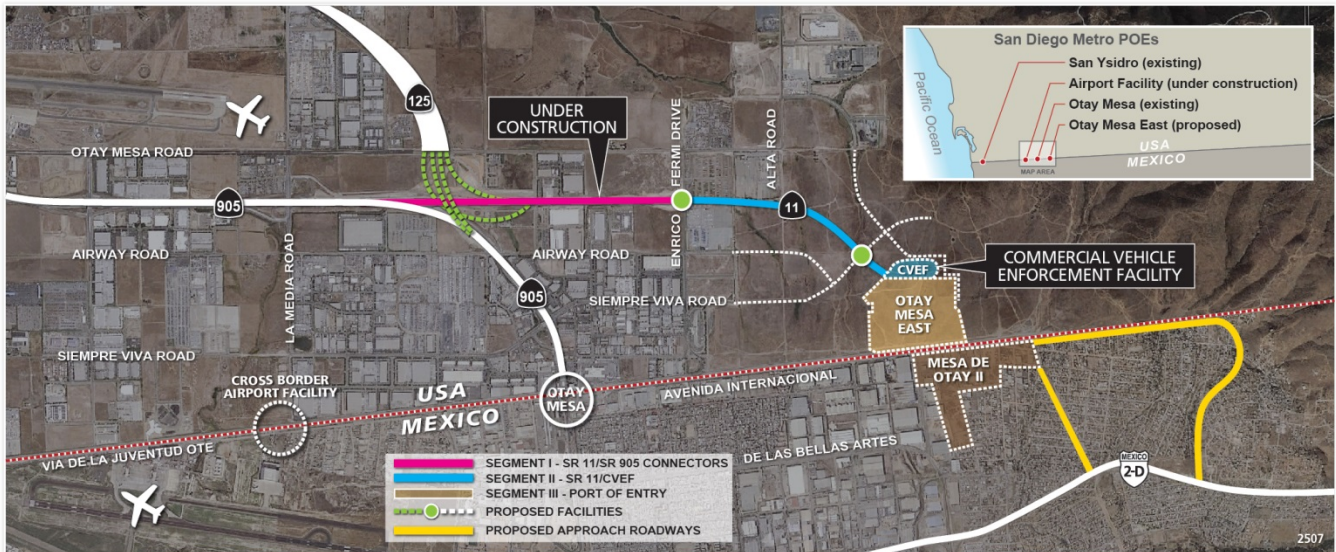 San Diego Metro POEs
San Ysidro (existing)
Airport Facility (under construction)
Otay Mesa (existing)
Otay Mesa East (proposed)
Pacific Ocean
USA
MEXICO
MAP AREA
125
UNDER
CONSTRUCTION
OTAY MESA ROAD
ENRICO FERMI DRIVE
ALTA ROAD
905
11
AIRWAY ROAD
LA MEDIA ROAD
AIRWAY ROAD
905
SIEMPRE VIVA ROAD
CVEF
COMMERCIAL VEHICLE
ENFORCEMENT FACILITY
OTAY
MESA
EAST
SIEMPRE VIVA ROAD
CROSS BORDER
AIRPORT FACILITY
USA
MEXICO
OTAY
MESA
AVENIDA INTERNACIONAL
MESA DE
OTAY II
VIA DE LA JUVENTUD OTE
DE LAS BELLAS ARTES
MEXICO
2-D
SEGMENT I - SR 11/SR 905 CONNECTORS
SEGMENT II - SR 11/CVEF
SEGMENT III - PORT OF ENTRY
PROPOSED FACILITIES
PROPOSED APPROACH ROADWAYS
2507